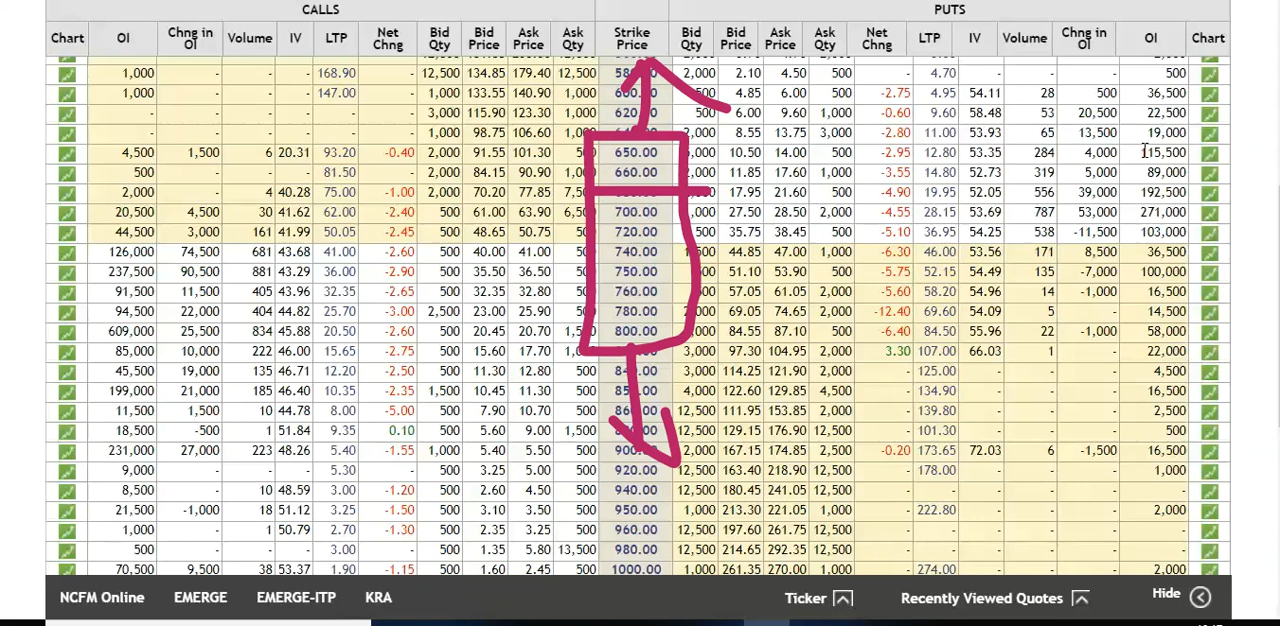 CALLS PUTS
Chart OI Chng in OI Volume IV LTP Net Chng Bid Qty Bid Price Ask Price Ask Qty Strike Price Bid Qty Bid Price Ask Price Ask Qty Net Chng LTP IV Volume Chng in OI OI Chart
1,000 - - - 168.90 - 12,500 134.85 179.40 12,500 2,000 2.10 4.50 500 - 4.70 - - - 500
1,000 - - - 147.00 - 1,000 133.55 140.90 1,000 4.85 6.00 500 -2.75 4.95 54.11 28 500 36,500
- - - - - - 3,000 115.90 123.30 1,000 500 6.00 9.60 1,000 -0.60 9.60 58.48 53 20,500 22,500
- - - - - - 1,000 98.75 106.60 1,000 2,000 8.55 13.75 3,000 -2.80 11.00 53.93 65 13,500 19,000
4,500 1,500 6 20.31 93.20 -0.40 2,000 91.55 101.30 650.00 10.50 14.00 500 -2.95 12.80 53.35 284 4,000 115,500
500 - - - 81.50 - 2,000 84.15 90.90 660.00 11.85 17.60 1,000 -3.55 14.80 52.73 319 5,000 89,000
2,000 - 4 40.28 75.00 -1.00 2,000 70.20 77.85 17.95 21.60 500 -4.90 19.95 52.05 556 39,000 192,500
20,500 4,500 30 41.62 62.00 -2.40 500 61.00 63.90 700.00 27.50 28.50 2,000 -4.55 28.15 53.69 787 53,000 271,000
44,500 3,000 161 41.99 50.05 -2.45 500 48.65 50.75 720.00 500 35.75 38.45 500 -5.10 36.95 54.25 538 -11,500 103,000
126,000 74,500 681 43.68 41.00 -2.60 500 40.00 41.00 740.00 44.85 47.00 1,000 -6.30 46.00 53.56 171 8,500 36,500
237,500 90,500 881 43.29 36.00 -2.90 500 35.50 36.50 750.00 51.10 53.90 500 -5.75 52.15 54.49 135 -7,000 100,000
91,500 11,500 405 43.96 32.35 -2.65 500 32.35 32.80 760.00 57.05 61.05 2,000 -5.60 58.20 54.96 14 -1,000 16,500
94,500 22,000 404 44.82 25.70 -3.00 2,500 23.00 25.90 780.00 69.05 74.65 2,000 -12.40 69.60 54.09 5 - 14,500
609,000 25,500 834 45.88 20.50 -2.60 500 20.45 20.70 800.00 84.55 87.10 500 -6.40 84.50 55.96 22 -1,000 58,000
85,000 10,000 222 46.00 15.65 -2.75 500 15.60 17.70 3,000 97.30 104.95 2,000 3.30 107.00 66.03 1 - 22,000
45,500 19,000 135 46.71 12.20 -2.50 500 11.30 12.80 500 3,000 114.25 121.90 2,000 - 125.00 - - - 4,500
199,000 21,000 185 46.40 10.35 -2.35 1,500 10.45 11.30 500 4,000 122.60 129.85 4,500 - 134.90 - - - 16,500
11,500 1,500 10 44.78 8.00 -5.00 500 7.90 10.70 500 12,500 111.95 153.85 2,000 - 139.80 - - - 2,500
18,500 -500 1 51.84 9.35 0.10 500 5.60 9.00 1,500 12,500 129.15 176.90 12,500 - 101.30 - - - 500
231,000 27,000 223 48.26 5.40 -1.55 1,000 5.40 5.50 500 2,000 167.15 174.85 2,500 -0.20 173.65 72.03 6 -1,500 16,500
9,000 - - - 5.30 - 500 3.25 5.00 500 920.00 12,500 163.40 218.90 12,500 - 178.00 - - - 1,000
8,500 - 10 48.59 3.00 -1.20 500 2.60 4.50 500 940.00 12,500 180.45 241.05 12,500 - - - - - -
21,500 -1,000 18 51.12 3.25 -1.50 500 3.10 3.50 500 950.00 1,000 213.30 221.05 1,000 - 222.80 - - - 2,000
1,000 - 1 50.79 2.70 -1.30 500 2.35 3.25 500 960.00 12,500 197.60 261.75 12,500 - - - - - -
500 - - - 3.00 - 500 1.35 5.80 13,500 980.00 12,500 214.65 292.35 12,500 - - - - - -
70,500 9,500 38 53.37 1.90 -1.15 500 1.60 2.45 500 1000.00 1,000 261.35 270.00 1,000 - 274.00 - - - 2,000
NCFM Online EMERGE EMERGE-ITP KRA Ticker Recently Viewed Quotes Hide